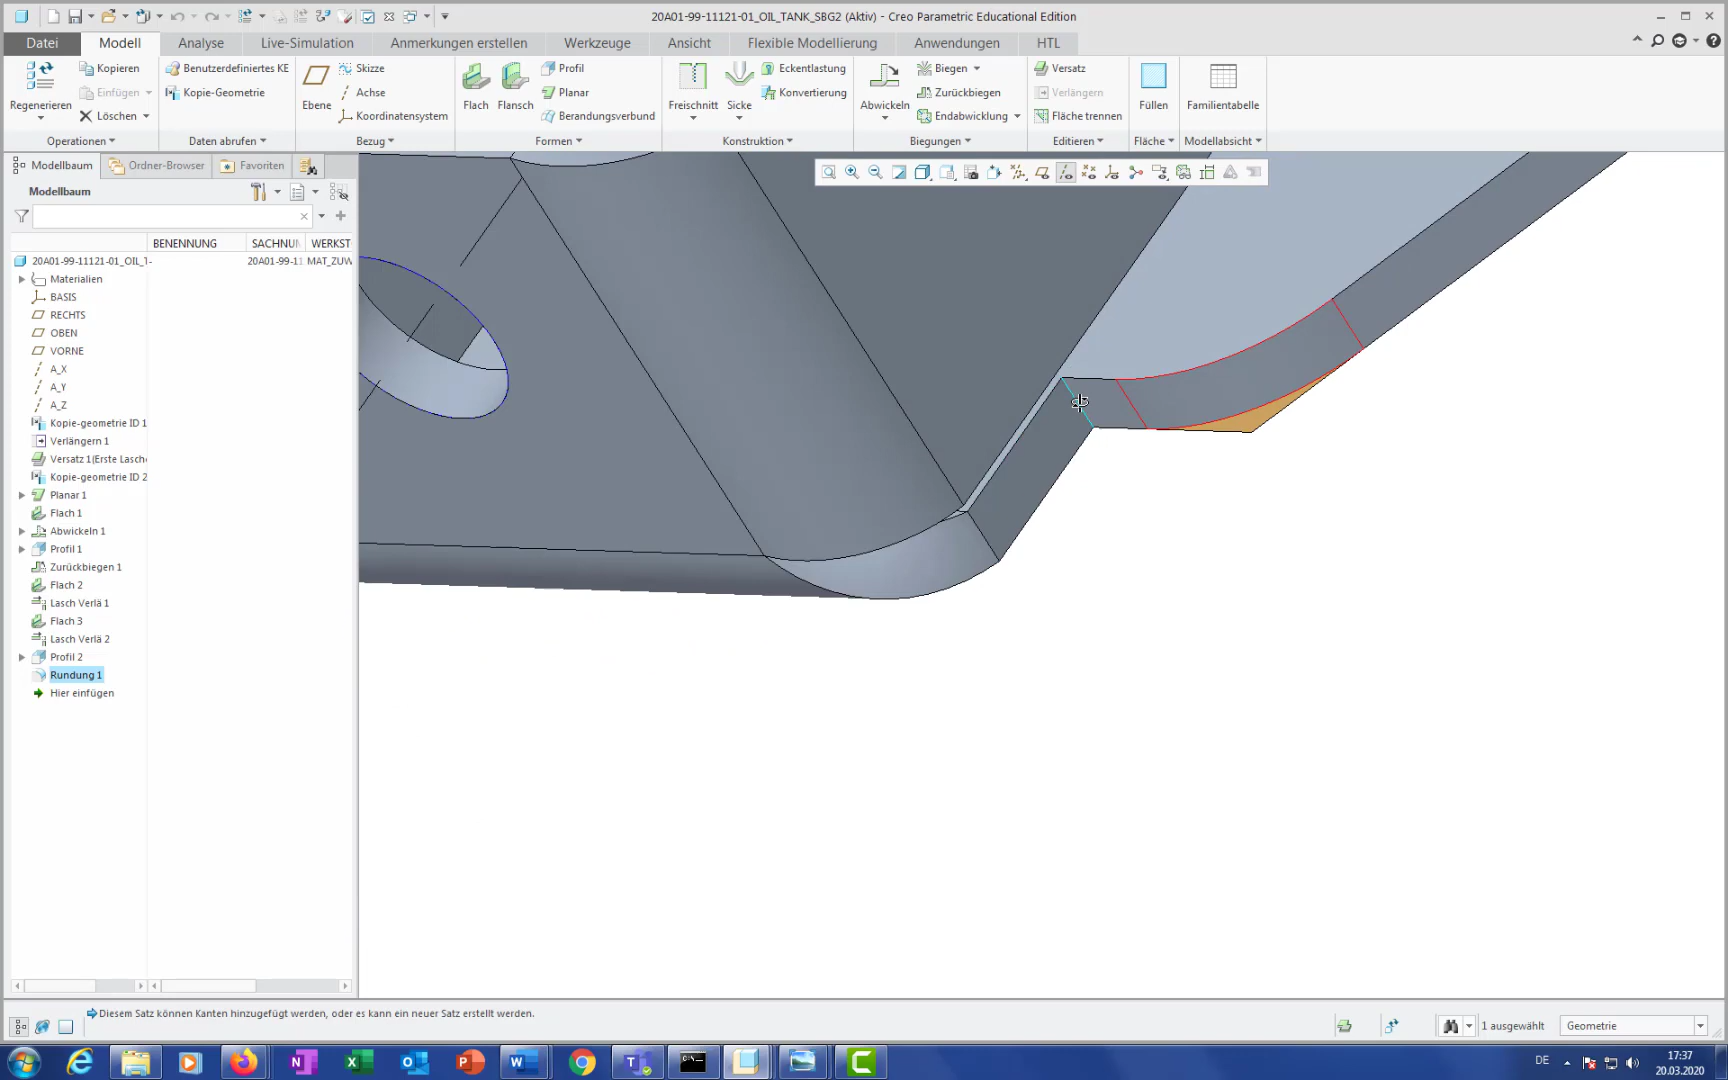 20A01-99-11121-01_OIL_TANK_SBG2 (Aktiv) - Creo Parametric Educational Edition
Datei Modell Analyse Live-Simulation Anmerkungen erstellen Werkzeuge Ansicht Flexible Modellierung Anwendungen HTL
Kopieren Benutzerdefiniertes KE Skizze Profil Eckentlastung Biegen Versatz
Einfügen Kopie-Geometrie Achse Planar Konvertierung Zurückbiegen Verlängern
Regenerieren Ebene Flach Flansch Freischnitt Sicke Abwickeln Füllen Familientabelle
Löschen Koordinatensystem Berandungsverbund Endabwicklung Fläche trennen
Operationen Daten abrufen Bezug Formen Konstruktion Biegungen Editieren Fläche Modellabsicht
Modellbaum Ordner-Browser Favoriten
Modellbaum
BENENNUNG SACHNU WERKST
20A01-99-11121-01_OIL_T- 20A01-99-11 MAT_ZUW
Materialien
BASIS
RECHTS
OBEN
VORNE
A_X
A_Y
A_Z
Kopie-geometrie ID 1
Verlängern 1
Versatz 1(Erste Lasche
Kopie-geometrie ID 2
Planar 1
Flach 1
Abwickeln 1
Profil 1
Zurückbiegen 1
Flach 2
Lasch Verlä 1
Flach 3
Lasch Verlä 2
Profil 2
Rundung 1
Hier einfügen
Diesem Satz können Kanten hinzugefügt werden, oder es kann ein neuer Satz erstellt werden.
1 ausgewählt Geometrie
DE 17:37
20.03.2020